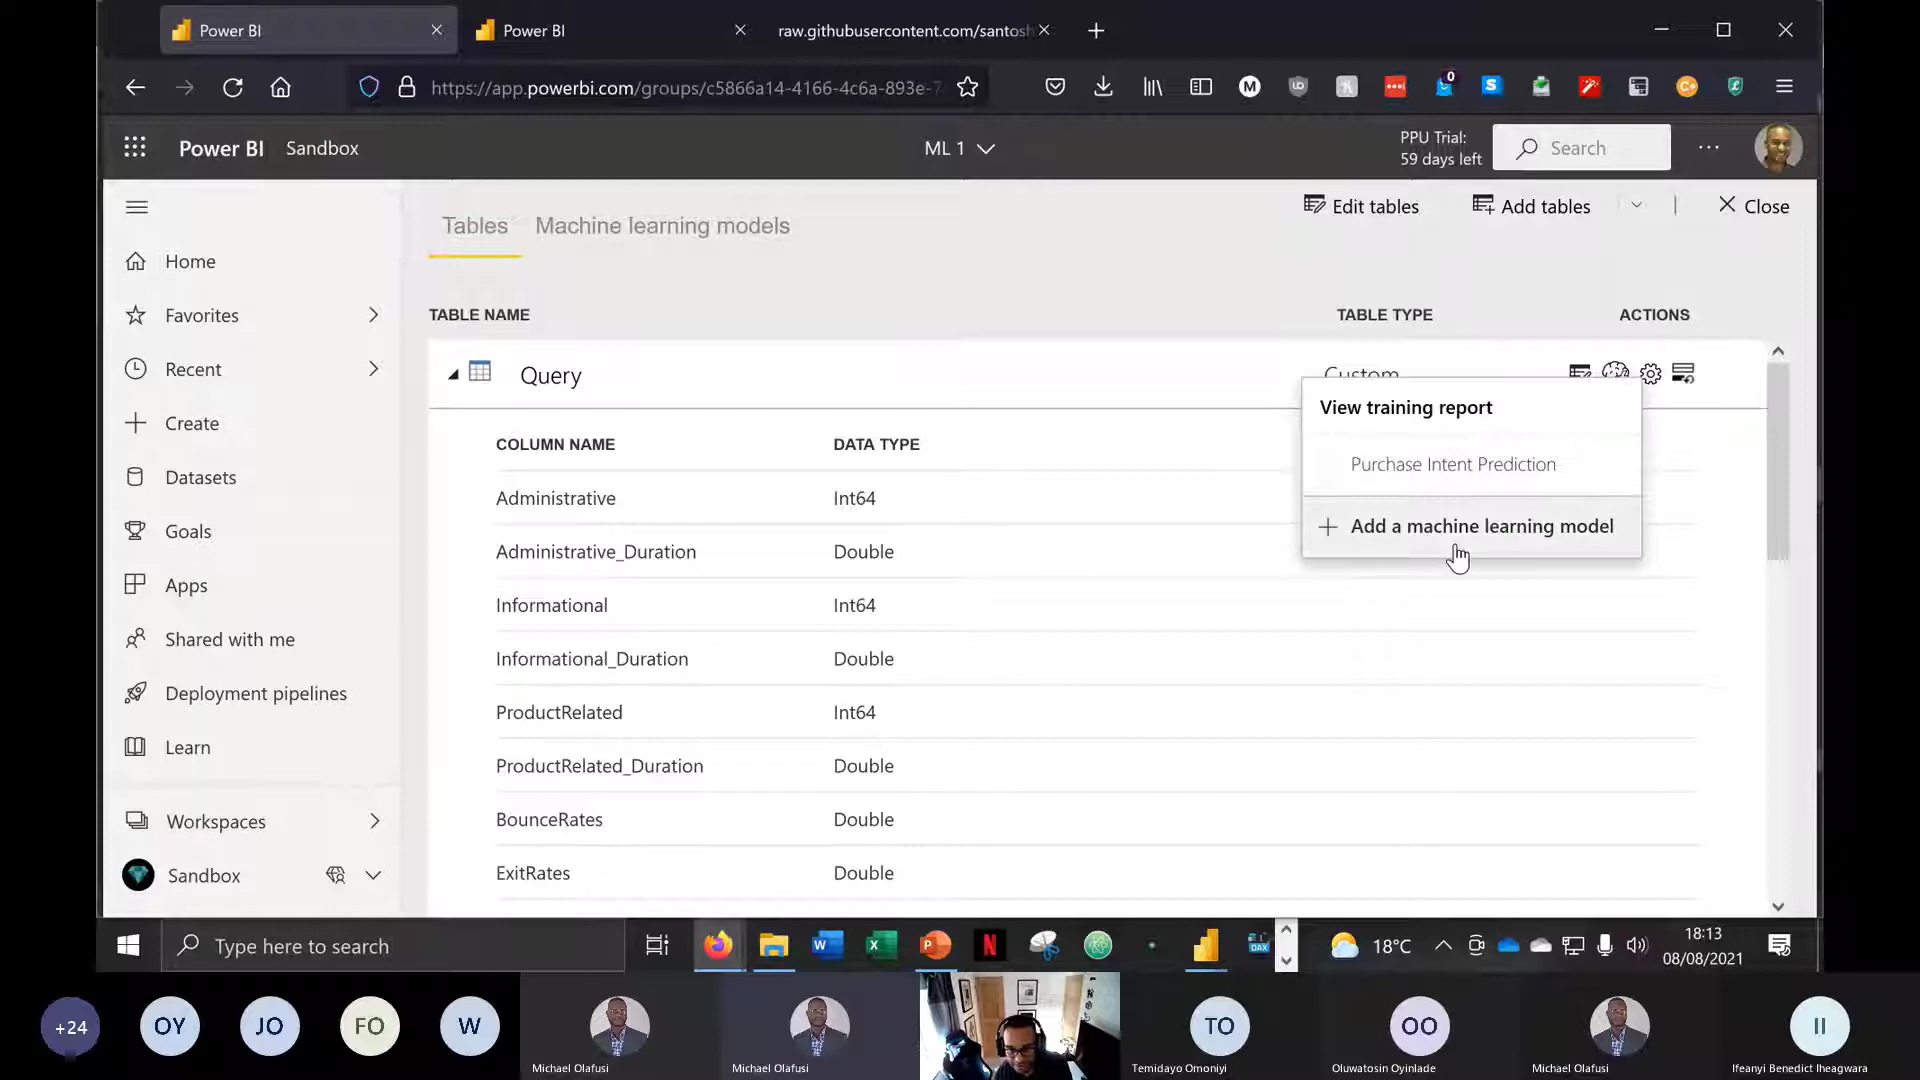 Power BI
Power BI
raw.githubusercontent.com/santosh
https://app.powerbi.com/groups/c5866a14-4166-4c6a-893e-7
0
Power BI Sandbox
ML 1
PPU Trial:
59 days left
Search
Edit tables
Add tables
Close
Tables
Machine learning models
Home
Favorites
Recent
Create
Datasets
Goals
Apps
Shared with me
Deployment pipelines
Learn
Workspaces
Sandbox
TABLE NAME
TABLE TYPE
ACTIONS
Query
Custom
View training report
Purchase Intent Prediction
Add a machine learning model
COLUMN NAME DATA TYPE
Administrative Int64
Administrative_Duration Double
Informational Int64
Informational_Duration Double
ProductRelated Int64
ProductRelated_Duration Double
BounceRates Double
ExitRates Double
Type here to search
DAX
18°C
18:13
08/08/2021
+24
OY
JO
FO
W
Michael Olafusi
Michael Olafusi
TO
Temidayo Omoniyi
OO
Oluwatosin Oyinlade
Michael Olafusi
II
Ifeanyi Benedict Iheagwara